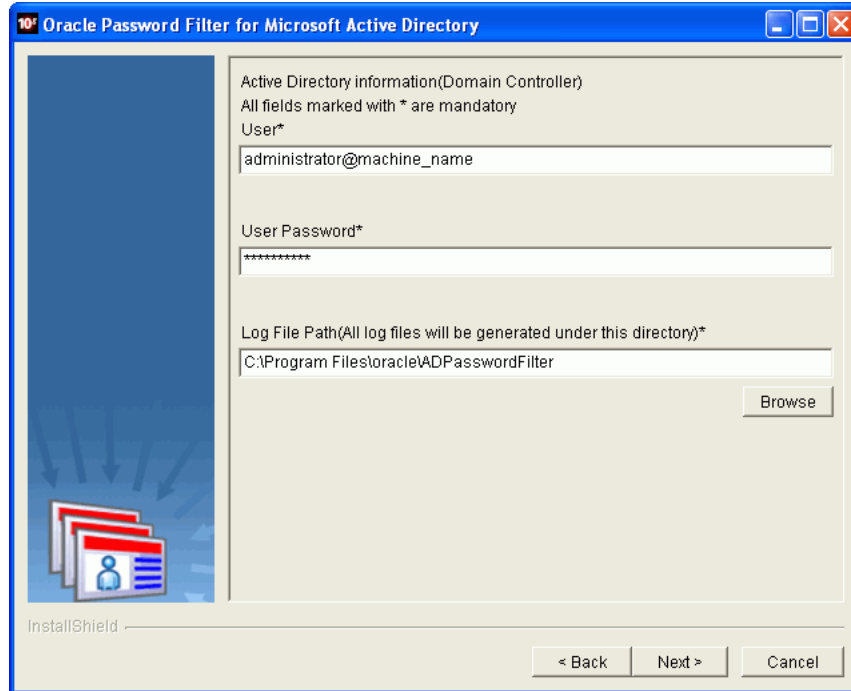 10g Oracle Password Filter for Microsoft Active Directory
Active Directory information(Domain Controller)
All fields marked with * are mandatory
User*
administrator@machine_name
User Password*
**********
Log File Path(All log files will be generated under this directory)*
C:\Program Files\oracle\ADPasswordFilter
Browse
InstallShield
< Back
Next >
Cancel